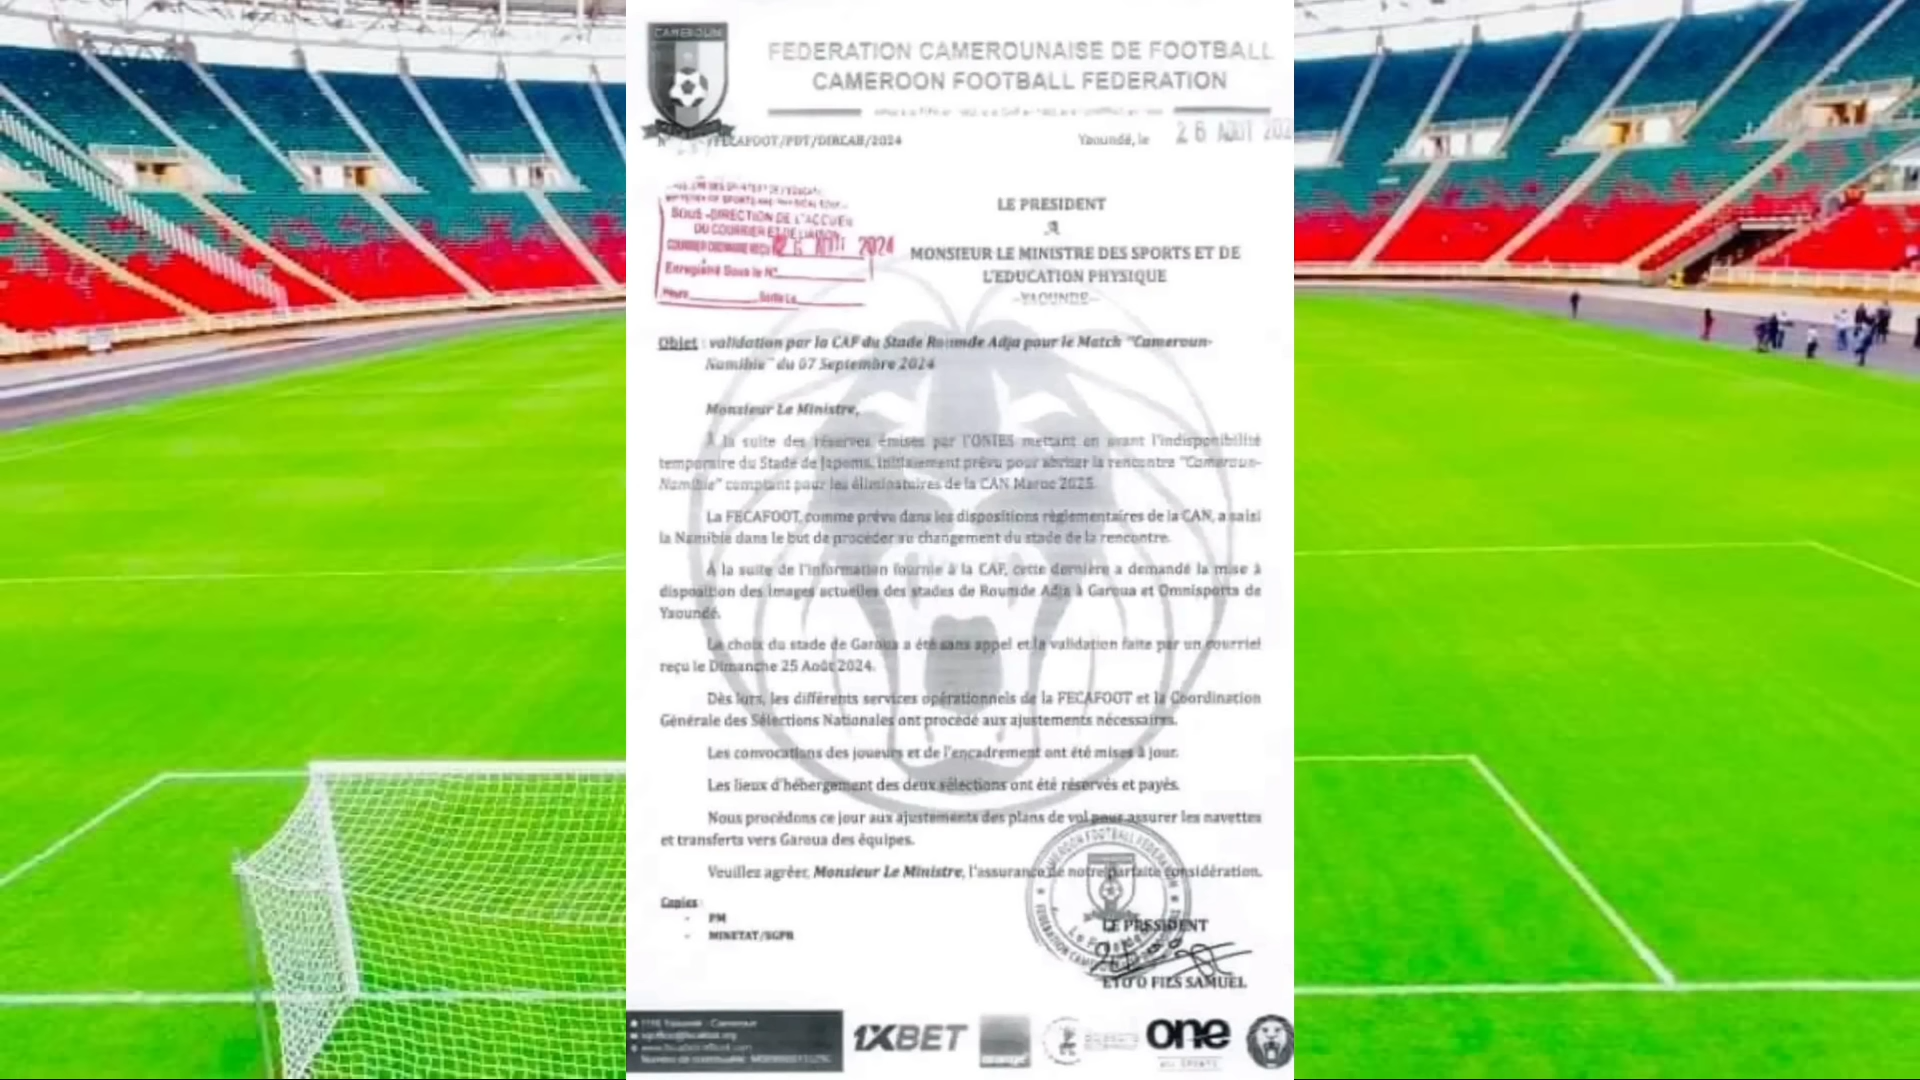 CAMEROUN
FEDERATION CAMEROUNAISE DE FOOTBALL
CAMEROON FOOTBALL FEDERATION
/FECAFOOT/PDT/DIRCAB/2024
Yaoundé, le 26 AOUT 202
SOUS-DIRECTION DE L'ACCUEIL
DU COURRIER ET DE LIAISON
2024
Enregistré Sous le N°
LE PRESIDENT
A
MONSIEUR LE MINISTRE DES SPORTS ET DE
L'EDUCATION PHYSIQUE
-YAOUNDE-
Objet : validation par la CAF du Stade Roumde Adja pour le Match "Cameroun-
Namibie" du 07 Septembre 2024
Monsieur Le Ministre,
À la suite des réserves émises par l'ONIES mettant en avant l'indisponibilité
temporaire du Stade de Japoma, initialement prévu pour abriter la rencontre "Cameroun-
Namibie" comptant pour les éliminatoires de la CAN Maroc 2025.
La FECAFOOT, comme prévu dans les dispositions règlementaires de la CAN, a saisi
la Namibie dans le but de procéder au changement du stade de la rencontre.
À la suite de l'information fournie à la CAF, cette dernière a demandé la mise à
disposition des images actuelles des stades de Roumde Adja à Garoua et Omnisports de
Yaoundé.
Le choix du stade de Garoua a été sans appel et la validation faite par un courriel
reçu le Dimanche 25 Août 2024.
Dès lors, les différents services opérationnels de la FECAFOOT et la Coordination
Générale des Sélections Nationales ont procédé aux ajustements nécessaires.
Les convocations des joueurs et de l'encadrement ont été mises à jour.
Les lieux d'hébergement des deux sélections ont été réservés et payés.
Nous procédons ce jour aux ajustements des plans de vol pour assurer les navettes
et transferts vers Garoua des équipes.
Veuillez agréer, Monsieur Le Ministre, l'assurance de notre parfaite considération.
Copies :
- PM
- MINETAT/SGPR
LE PRESIDENT
ETO'O FILS SAMUEL
1XBET
orange
one
ALL SPORTS